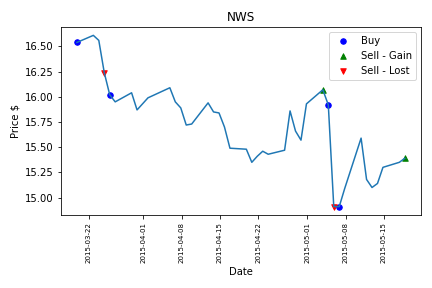 NWS
Buy
Sell - Gain
Sell - Lost
Price $
16.50
16.25
16.00
15.75
15.50
15.25
15.00
2015-03-22
2015-04-01
2015-04-08
2015-04-15
2015-04-22
2015-05-01
2015-05-08
2015-05-15
Date